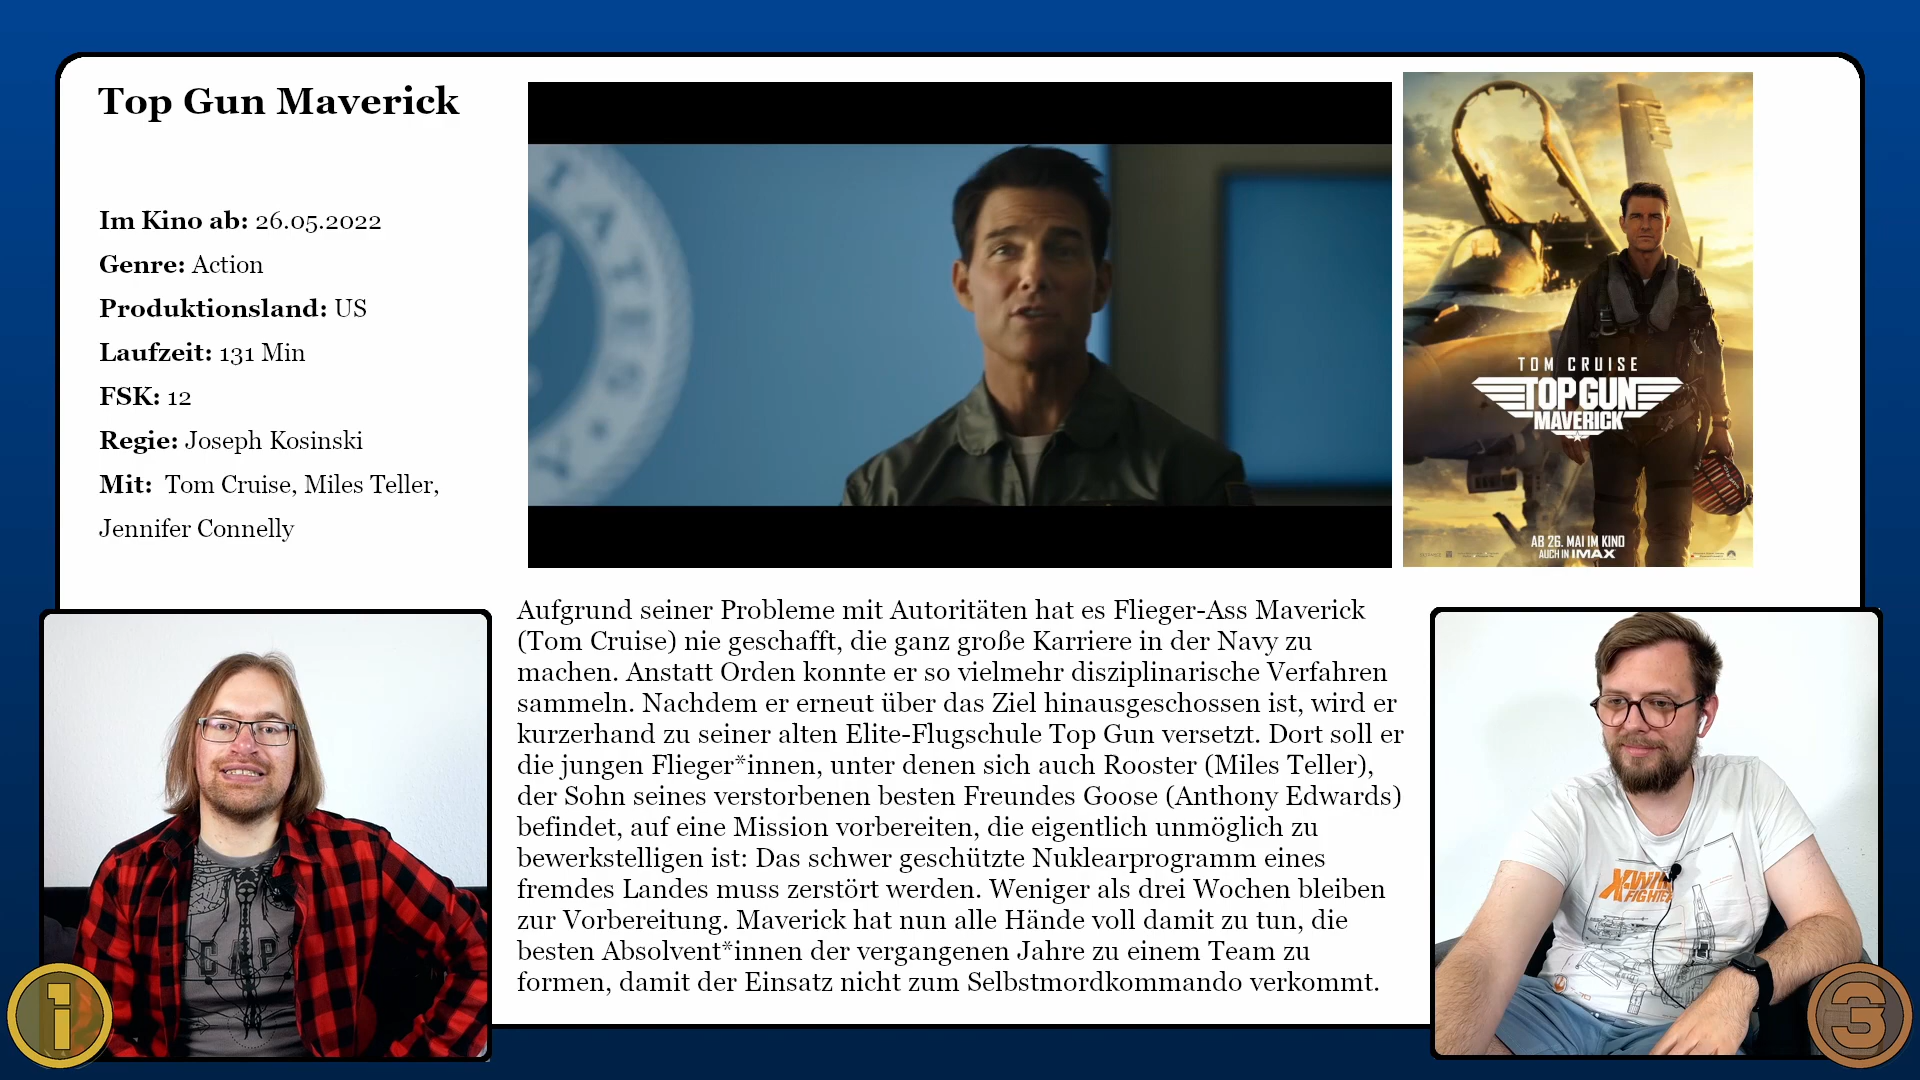 Top Gun Maverick
Im Kino ab: 26.05.2022
Genre: Action
Produktionsland: US
Laufzeit: 131 Min
FSK: 12
Regie: Joseph Kosinski
Mit: Tom Cruise, Miles Teller,
Jennifer Connelly
TOM CRUISE
TOP GUN
MAVERICK
AB 26. MAI IM KINO
AUCH IN IMAX
Aufgrund seiner Probleme mit Autoritäten hat es Flieger-Ass Maverick
(Tom Cruise) nie geschafft, die ganz große Karriere in der Navy zu
machen. Anstatt Orden konnte er so vielmehr disziplinarische Verfahren
sammeln. Nachdem er erneut über das Ziel hinausgeschossen ist, wird er
kurzerhand zu seiner alten Elite-Flugschule Top Gun versetzt. Dort soll er
die jungen Flieger*innen, unter denen sich auch Rooster (Miles Teller),
der Sohn seines verstorbenen besten Freundes Goose (Anthony Edwards)
befindet, auf eine Mission vorbereiten, die eigentlich unmöglich zu
bewerkstelligen ist: Das schwer geschützte Nuklearprogramm eines
fremdes Landes muss zerstört werden. Weniger als drei Wochen bleiben
zur Vorbereitung. Maverick hat nun alle Hände voll damit zu tun, die
besten Absolvent*innen der vergangenen Jahre zu einem Team zu
formen, damit der Einsatz nicht zum Selbstmordkommando verkommt.
X-WING
FIGHTER
1
3